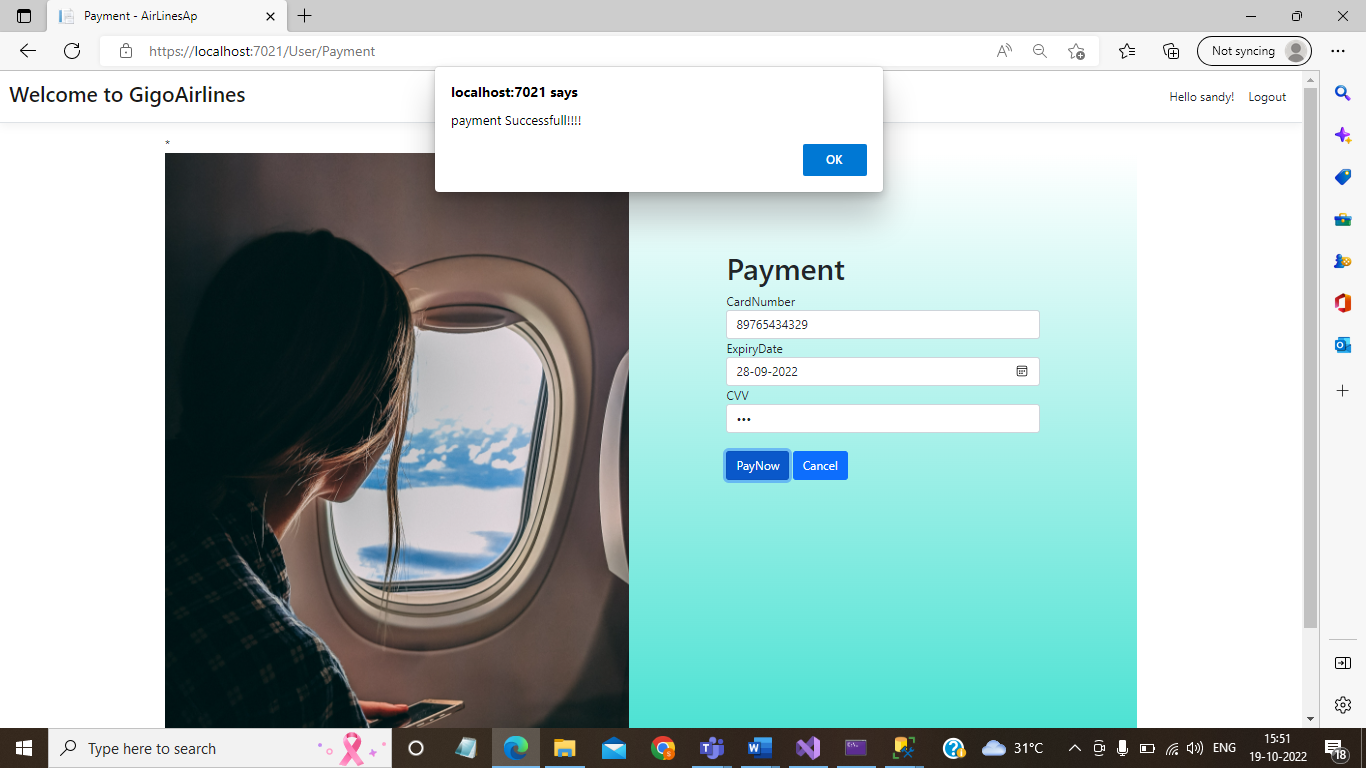 Payment - AirLinesAp
https://localhost:7021/User/Payment
Not syncing
Welcome to GigoAirlines
Hello sandy!
Logout
localhost:7021 says
payment Successfull!!!!
OK
*
Payment
CardNumber
89765434329
ExpiryDate
28-09-2022
CVV
•••
PayNow
Cancel
Type here to search
31°C
ENG
15:51
19-10-2022
18